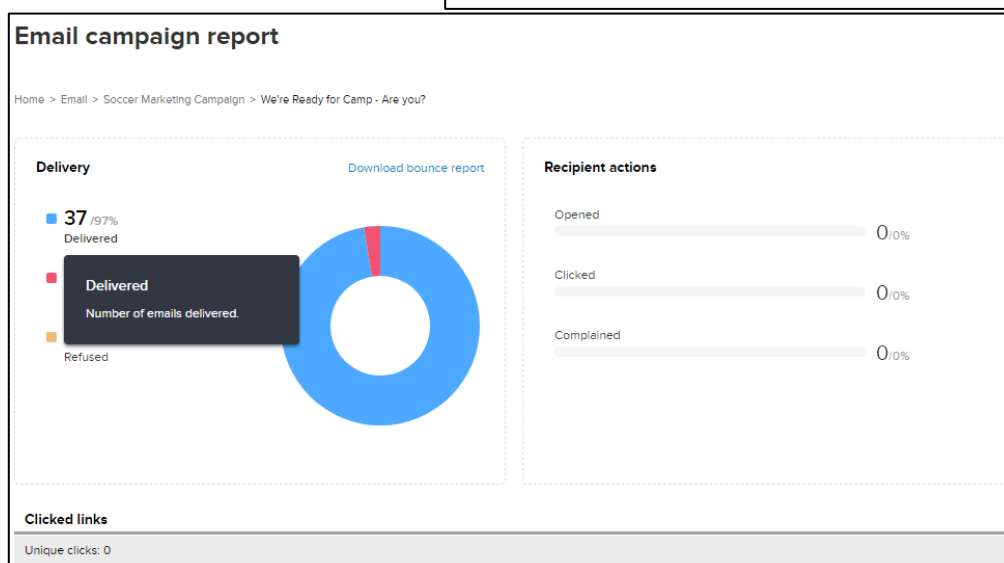 Email campaign report
Home > Email > Soccer Marketing Campaign > We're Ready for Camp - Are you?
Delivery
Download bounce report
37 /97%
Delivered
Delivered
Number of emails delivered.
Refused
Recipient actions
Opened
0/0%
Clicked
0/0%
Complained
0/0%
Clicked links
Unique clicks: 0